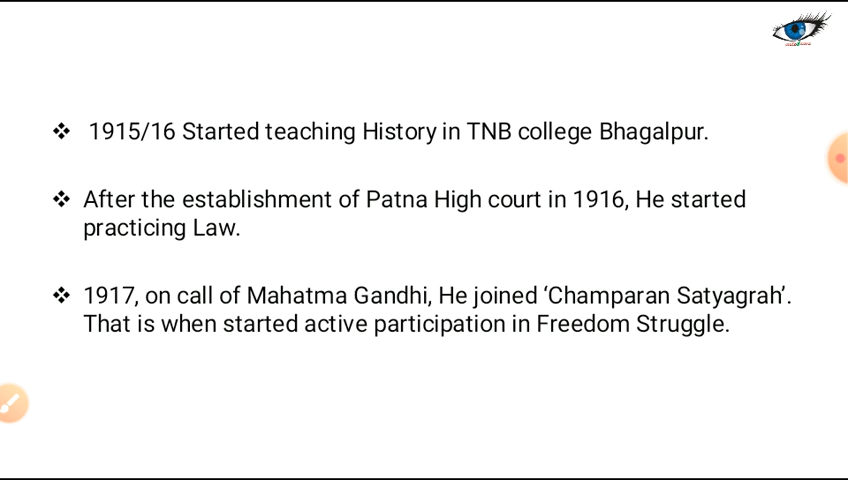 ❖ 1915/16 Started teaching History in TNB college Bhagalpur.
❖ After the establishment of Patna High court in 1916, He started
practicing Law.
❖ 1917, on call of Mahatma Gandhi, He joined ‘Champaran Satyagrah’.
That is when started active participation in Freedom Struggle.